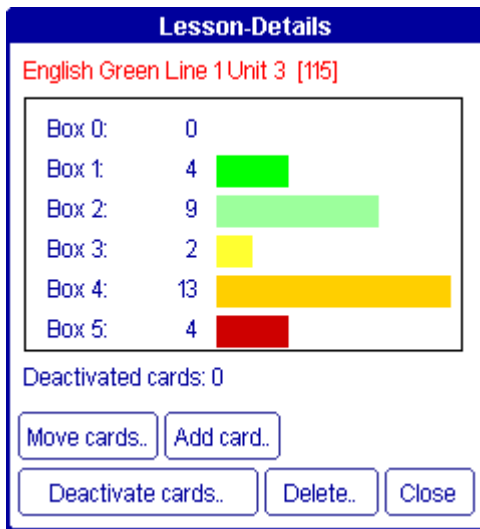 Lesson-Details
English Green Line 1 Unit 3 [115]
Box 0: 0
Box 1: 4
Box 2: 9
Box 3: 2
Box 4: 13
Box 5: 4
Deactivated cards: 0
Move cards.. Add card..
Deactivate cards.. Delete.. Close